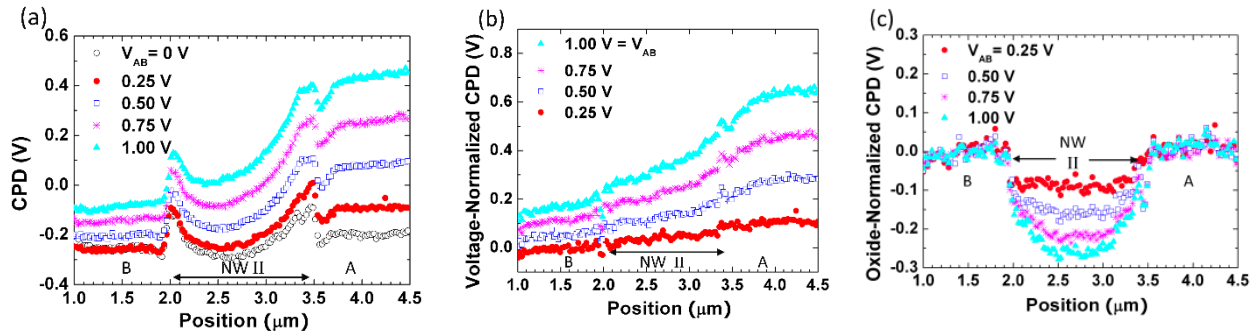 (a)
CPD (V)
0.6
0.4
0.2
0.0
-0.2
-0.4
V_AB = 0 V
0.25 V
0.50 V
0.75 V
1.00 V
B
NW II
A
1.0 1.5 2.0 2.5 3.0 3.5 4.0 4.5
Position (μm)
(b)
Voltage-Normalized CPD (V)
0.8
0.6
0.4
0.2
0.0
1.00 V = V_AB
0.75 V
0.50 V
0.25 V
B
NW II
A
1.0 1.5 2.0 2.5 3.0 3.5 4.0 4.5
Position (μm)
(c)
Oxide-Normalized CPD (V)
0.3
0.2
0.1
0.0
-0.1
-0.2
-0.3
V_AB = 0.25 V
0.50 V
0.75 V
1.00 V
NW
II
B
A
1.0 1.5 2.0 2.5 3.0 3.5 4.0 4.5
Position (μm)